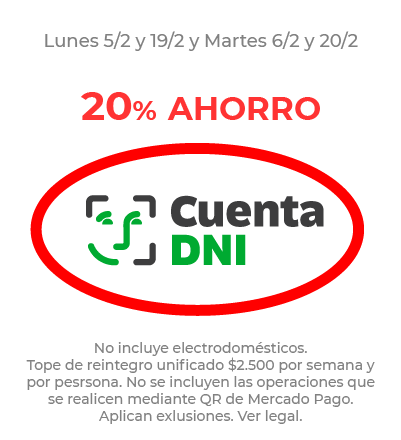 Lunes 5/2 y 19/2 y Martes 6/2 y 20/2
20% AHORRO
Cuenta
DNI
No incluye electrodomésticos.
Tope de reintegro unificado $2.500 por semana y
por pesrsona. No se incluyen las operaciones que
se realicen mediante QR de Mercado Pago.
Aplican exlusiones. Ver legal.